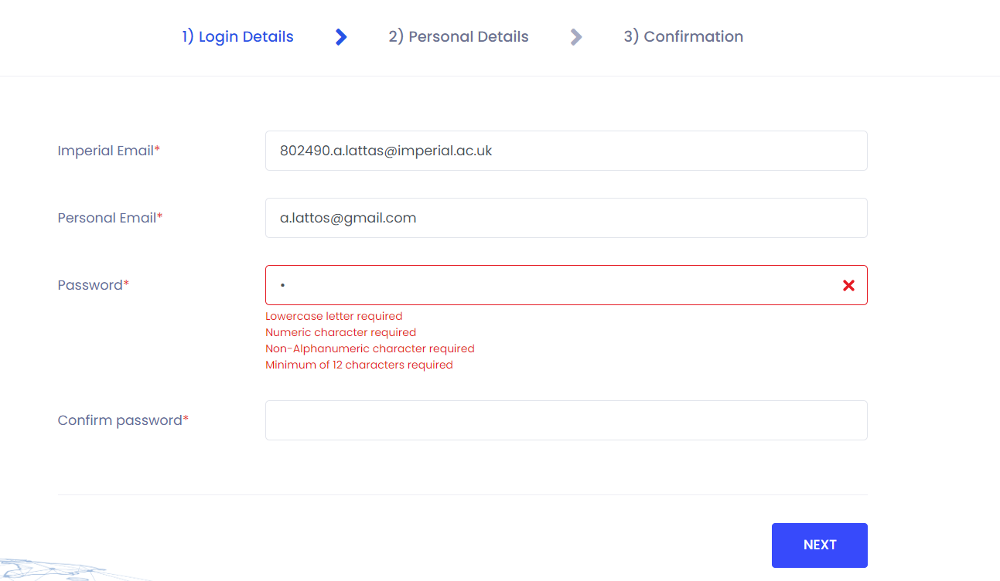 1) Login Details 2) Personal Details 3) Confirmation
Imperial Email* 802490.a.lattas@imperial.ac.uk
Personal Email* a.lattos@gmail.com
Password* •
Lowercase letter required
Numeric character required
Non-Alphanumeric character required
Minimum of 12 characters required
Confirm password*
NEXT